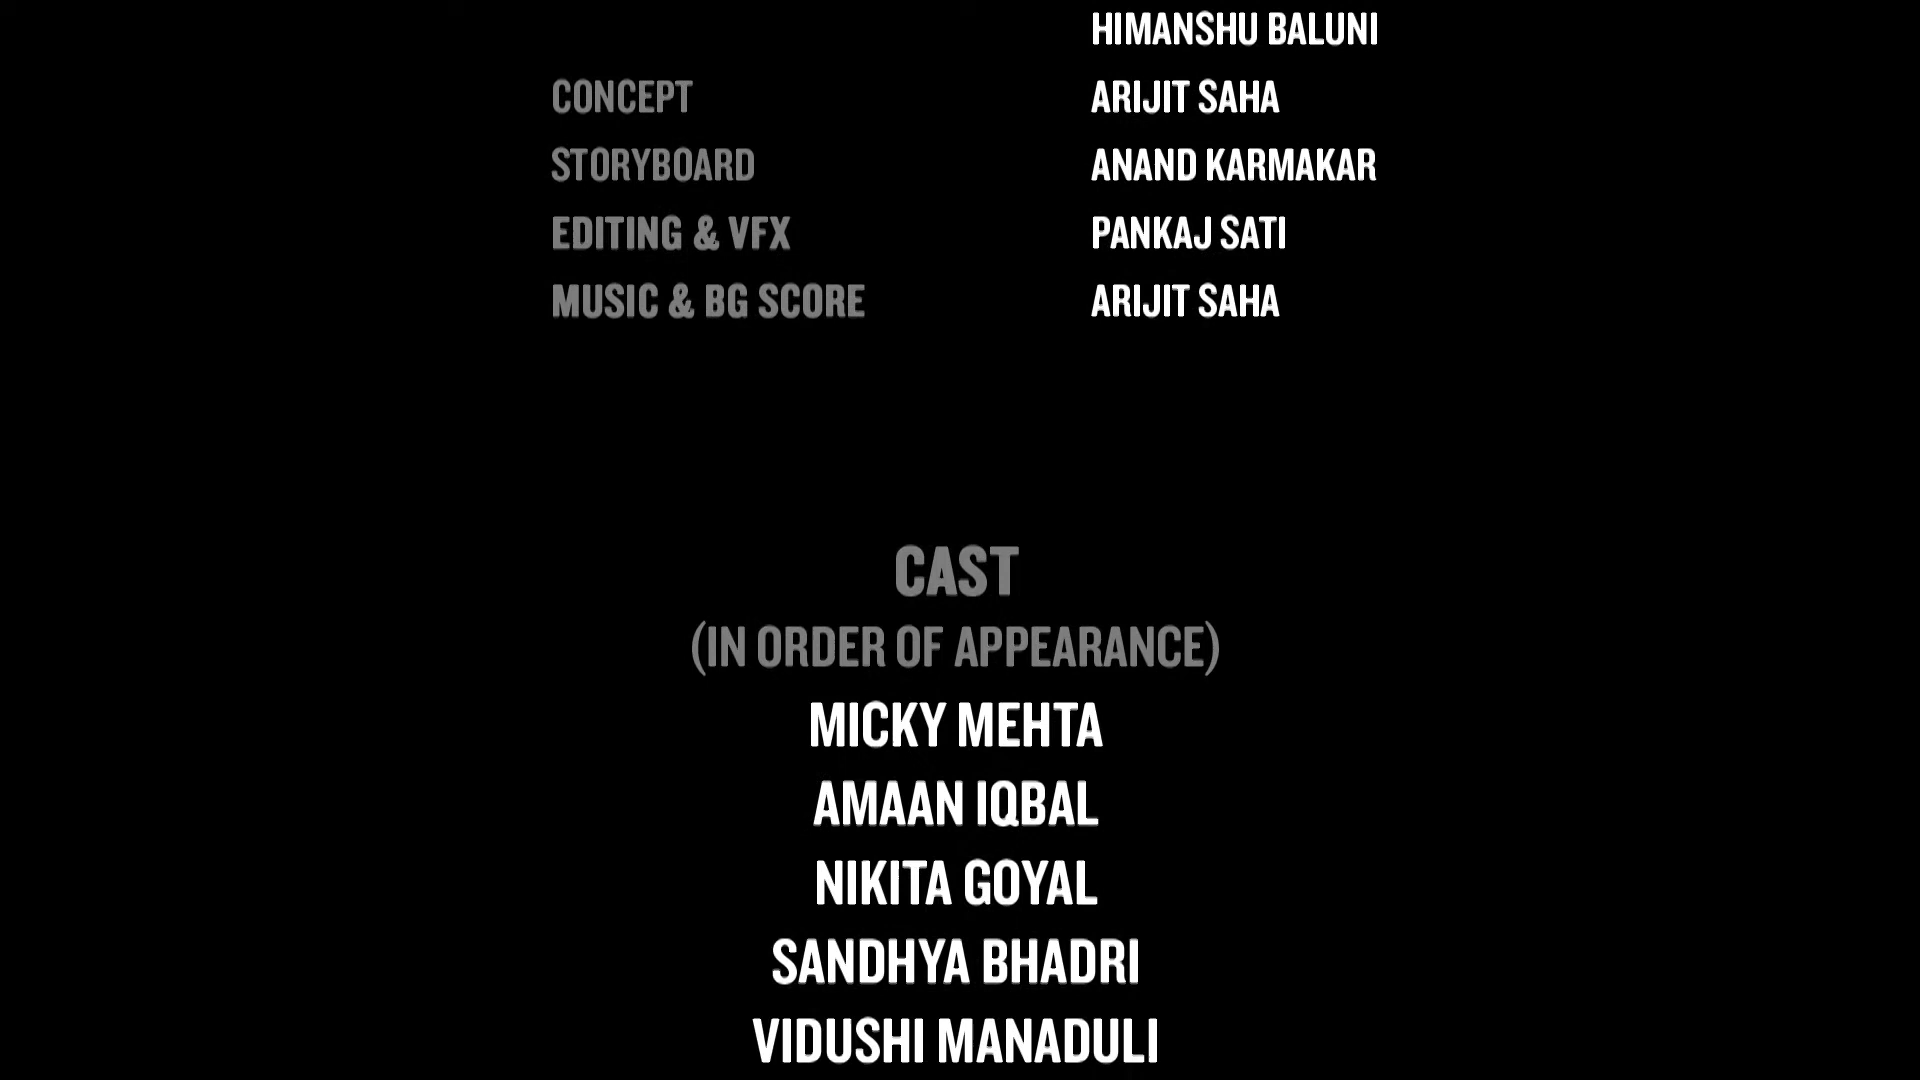 HIMANSHU BALUNI
CONCEPT ARIJIT SAHA
STORYBOARD ANAND KARMAKAR
EDITING & VFX PANKAJ SATI
MUSIC & BG SCORE ARIJIT SAHA
CAST
(IN ORDER OF APPEARANCE)
MICKY MEHTA
AMAAN IQBAL
NIKITA GOYAL
SANDHYA BHADRI
VIDUSHI MANADULI